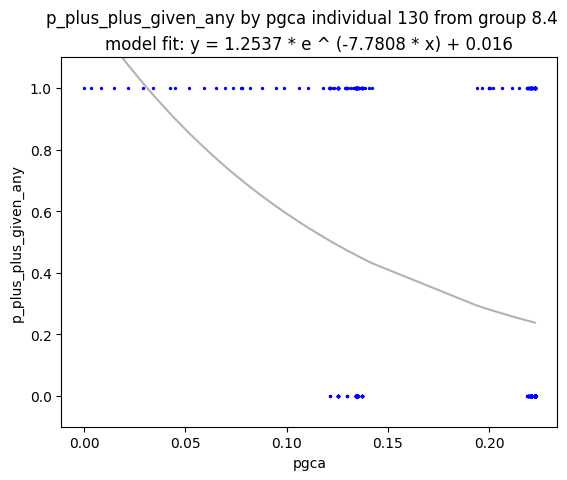 p_plus_plus_given_any by pgca individual 130 from group 8.4
model fit: y = 1.2537 * e ^ (-7.7808 * x) + 0.016
p_plus_plus_given_any
1.0
0.8
0.6
0.4
0.2
0.0
0.00 0.05 0.10 0.15 0.20
pgca